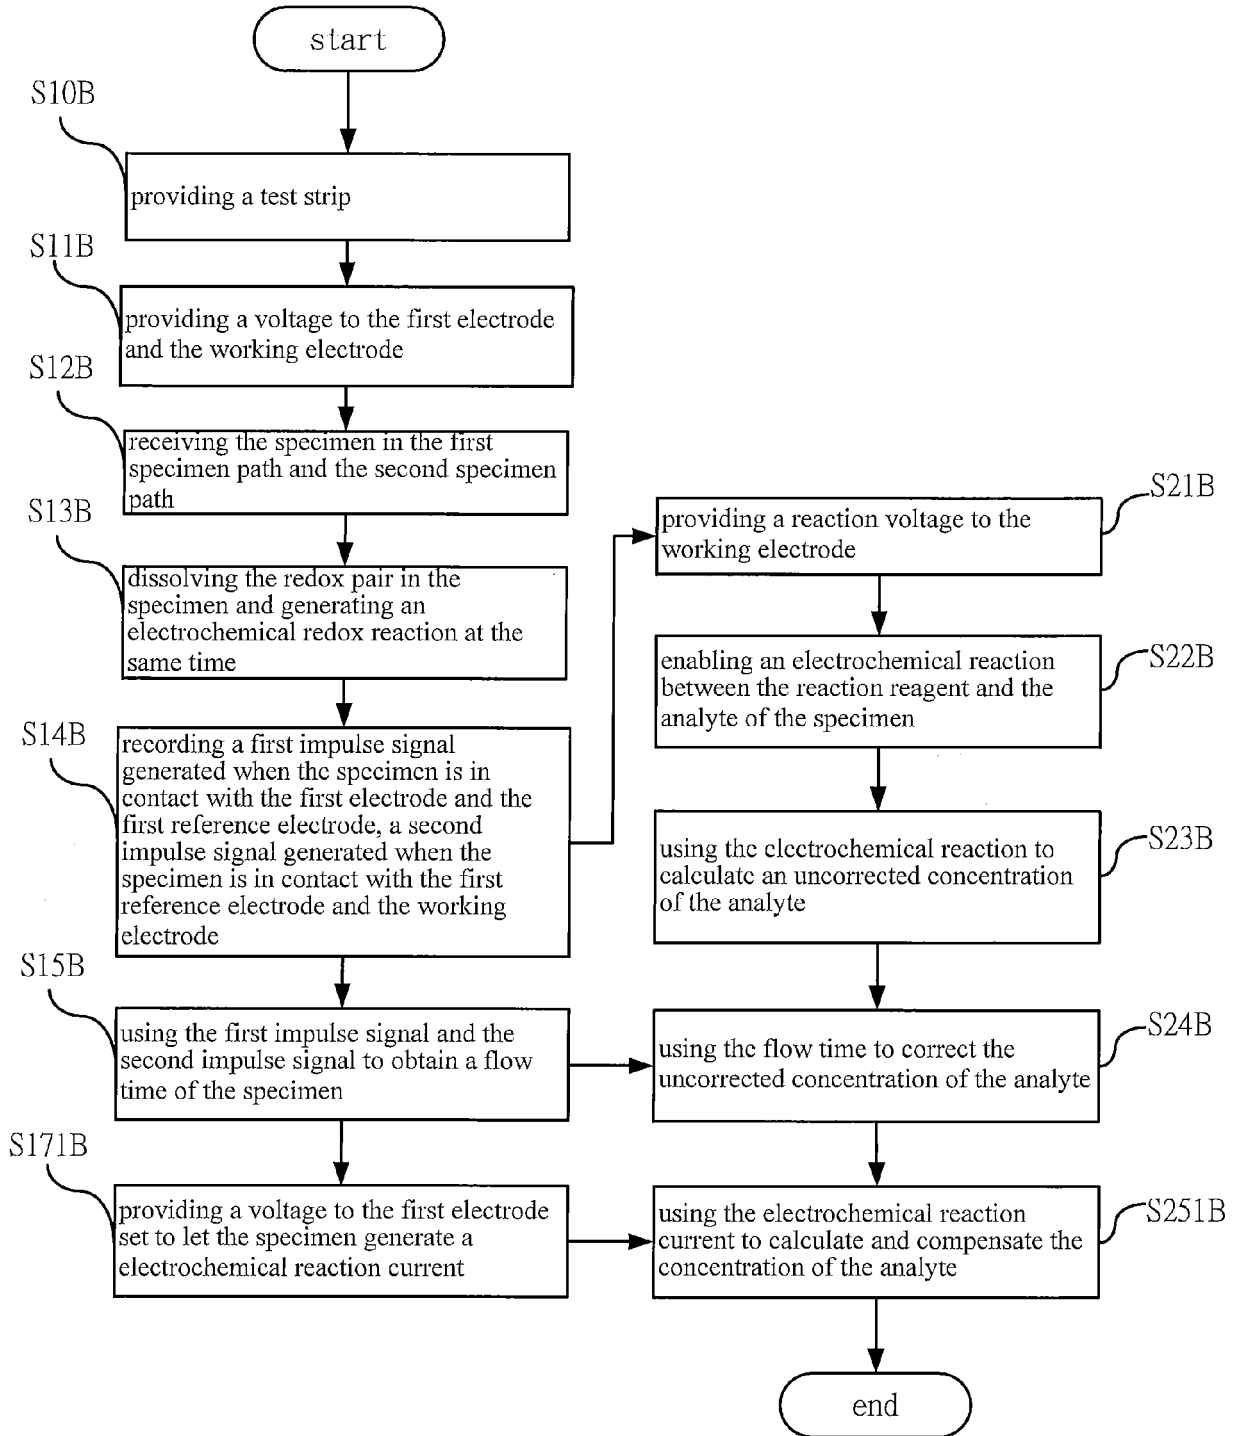 start
S10B
providing a test strip
S11B
providing a voltage to the first electrode
and the working electrode
S12B
receiving the specimen in the first
specimen path and the second specimen
path
S13B
dissolving the redox pair in the
specimen and generating an
electrochemical redox reaction at the
same time
S14B
recording a first impulse signal
generated when the specimen is in
contact with the first electrode and the
first reference electrode, a second
impulse signal generated when the
specimen is in contact with the first
reference electrode and the working
electrode
S15B
using the first impulse signal and the
second impulse signal to obtain a flow
time of the specimen
S171B
providing a voltage to the first electrode
set to let the specimen generate a
electrochemical reaction current
S21B
providing a reaction voltage to the
working electrode
S22B
enabling an electrochemical reaction
between the reaction reagent and the
analyte of the specimen
S23B
using the electrochemical reaction to
calculate an uncorrected concentration
of the analyte
S24B
using the flow time to correct the
uncorrected concentration of the analyte
S251B
using the electrochemical reaction
current to calculate and compensate the
concentration of the analyte
end